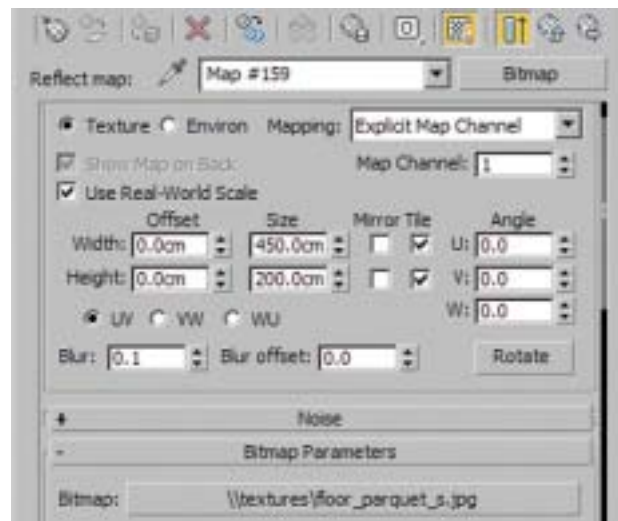 Reflect map: Map #159 Bitmap
Texture Environ Mapping: Explicit Map Channel
Show Map on Back Map Channel: 1
Use Real-World Scale
Offset Size Mirror Tile Angle
Width: 0.0cm 450.0cm U: 0.0
Height: 0.0cm 200.0cm V: 0.0
UV VW WU W: 0.0
Blur: 0.1 Blur offset: 0.0 Rotate
+ Noise
- Bitmap Parameters
Bitmap: \\textures\floor_parquet_s.jpg